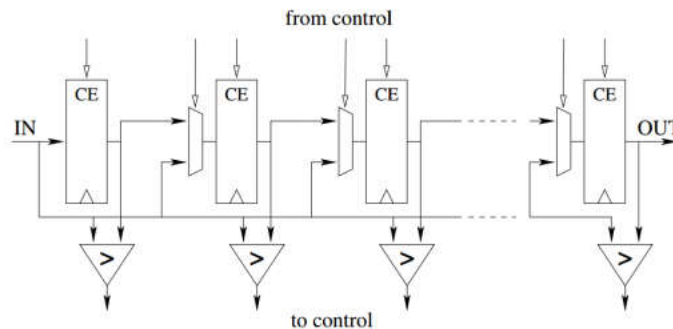 from control
CE CE CE CE
IN OUT
> > > >
to control